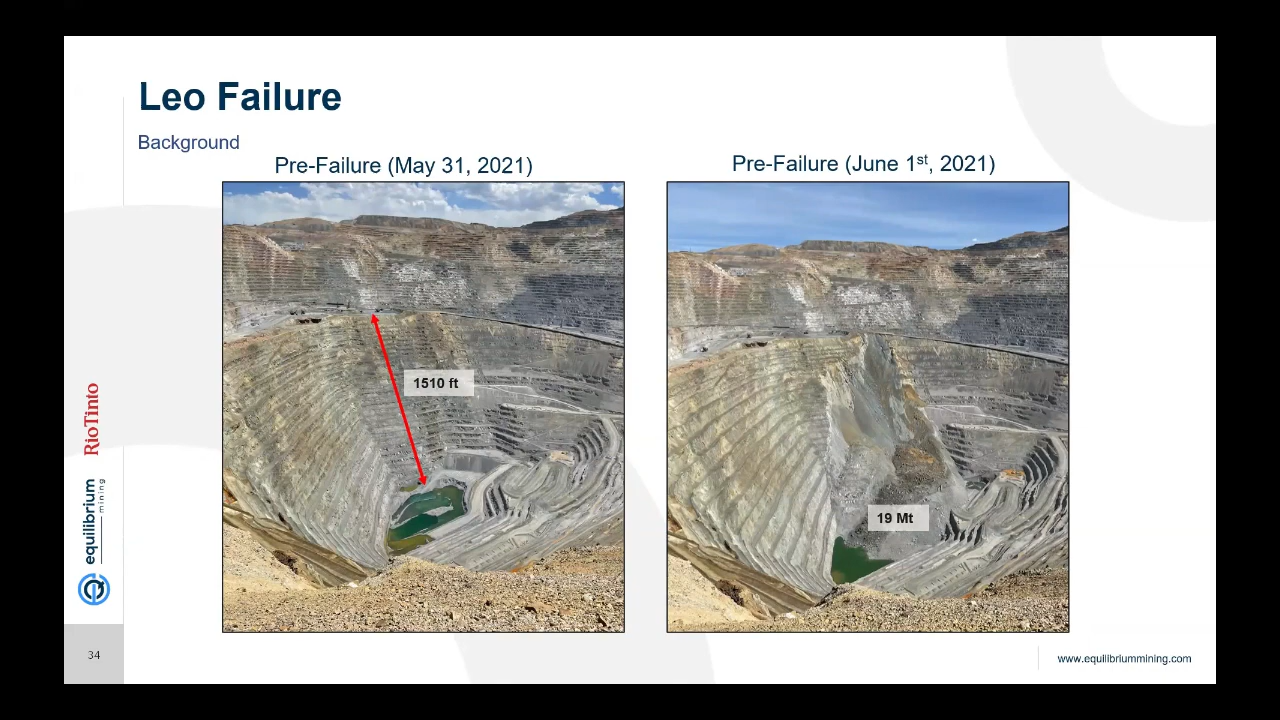 Leo Failure
Background
Pre-Failure (May 31, 2021)
Pre-Failure (June 1st, 2021)
1510 ft
19 Mt
RioTinto
equilibrium
mining
34
www.equilibriummining.com